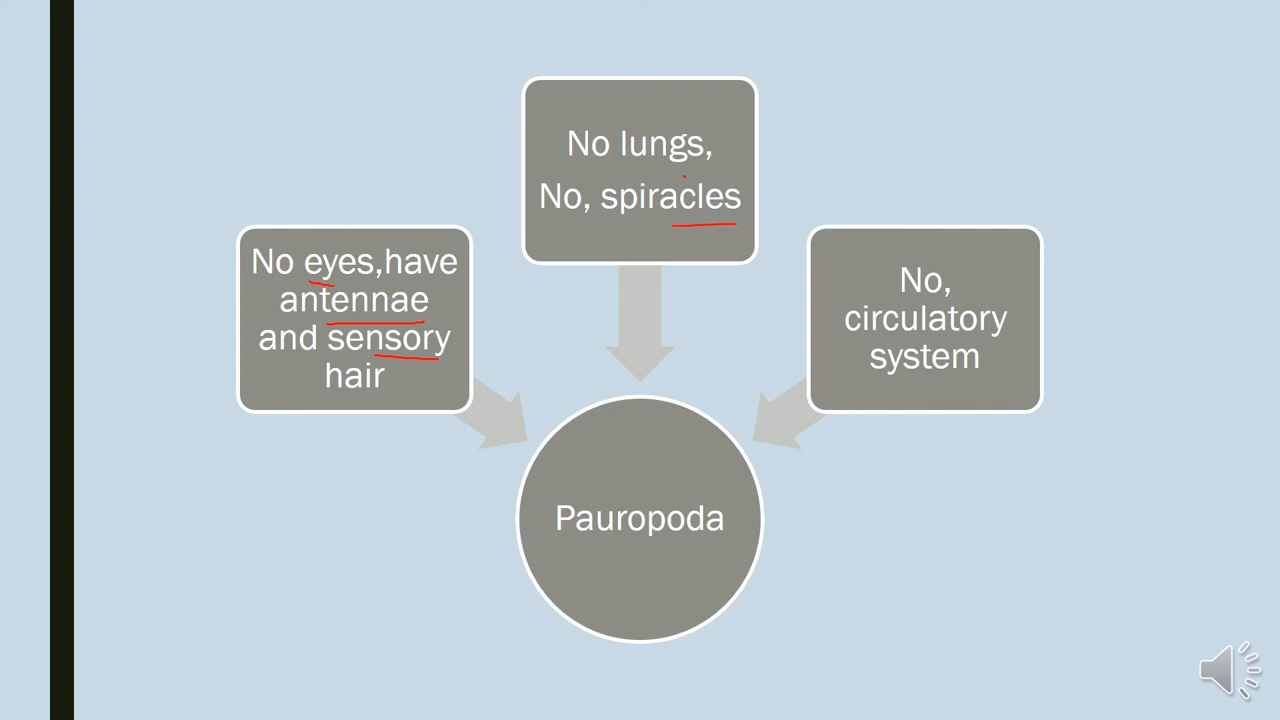 No lungs,
No, spiracles
No eyes,have
antennae
and sensory
hair
No,
circulatory
system
Pauropoda